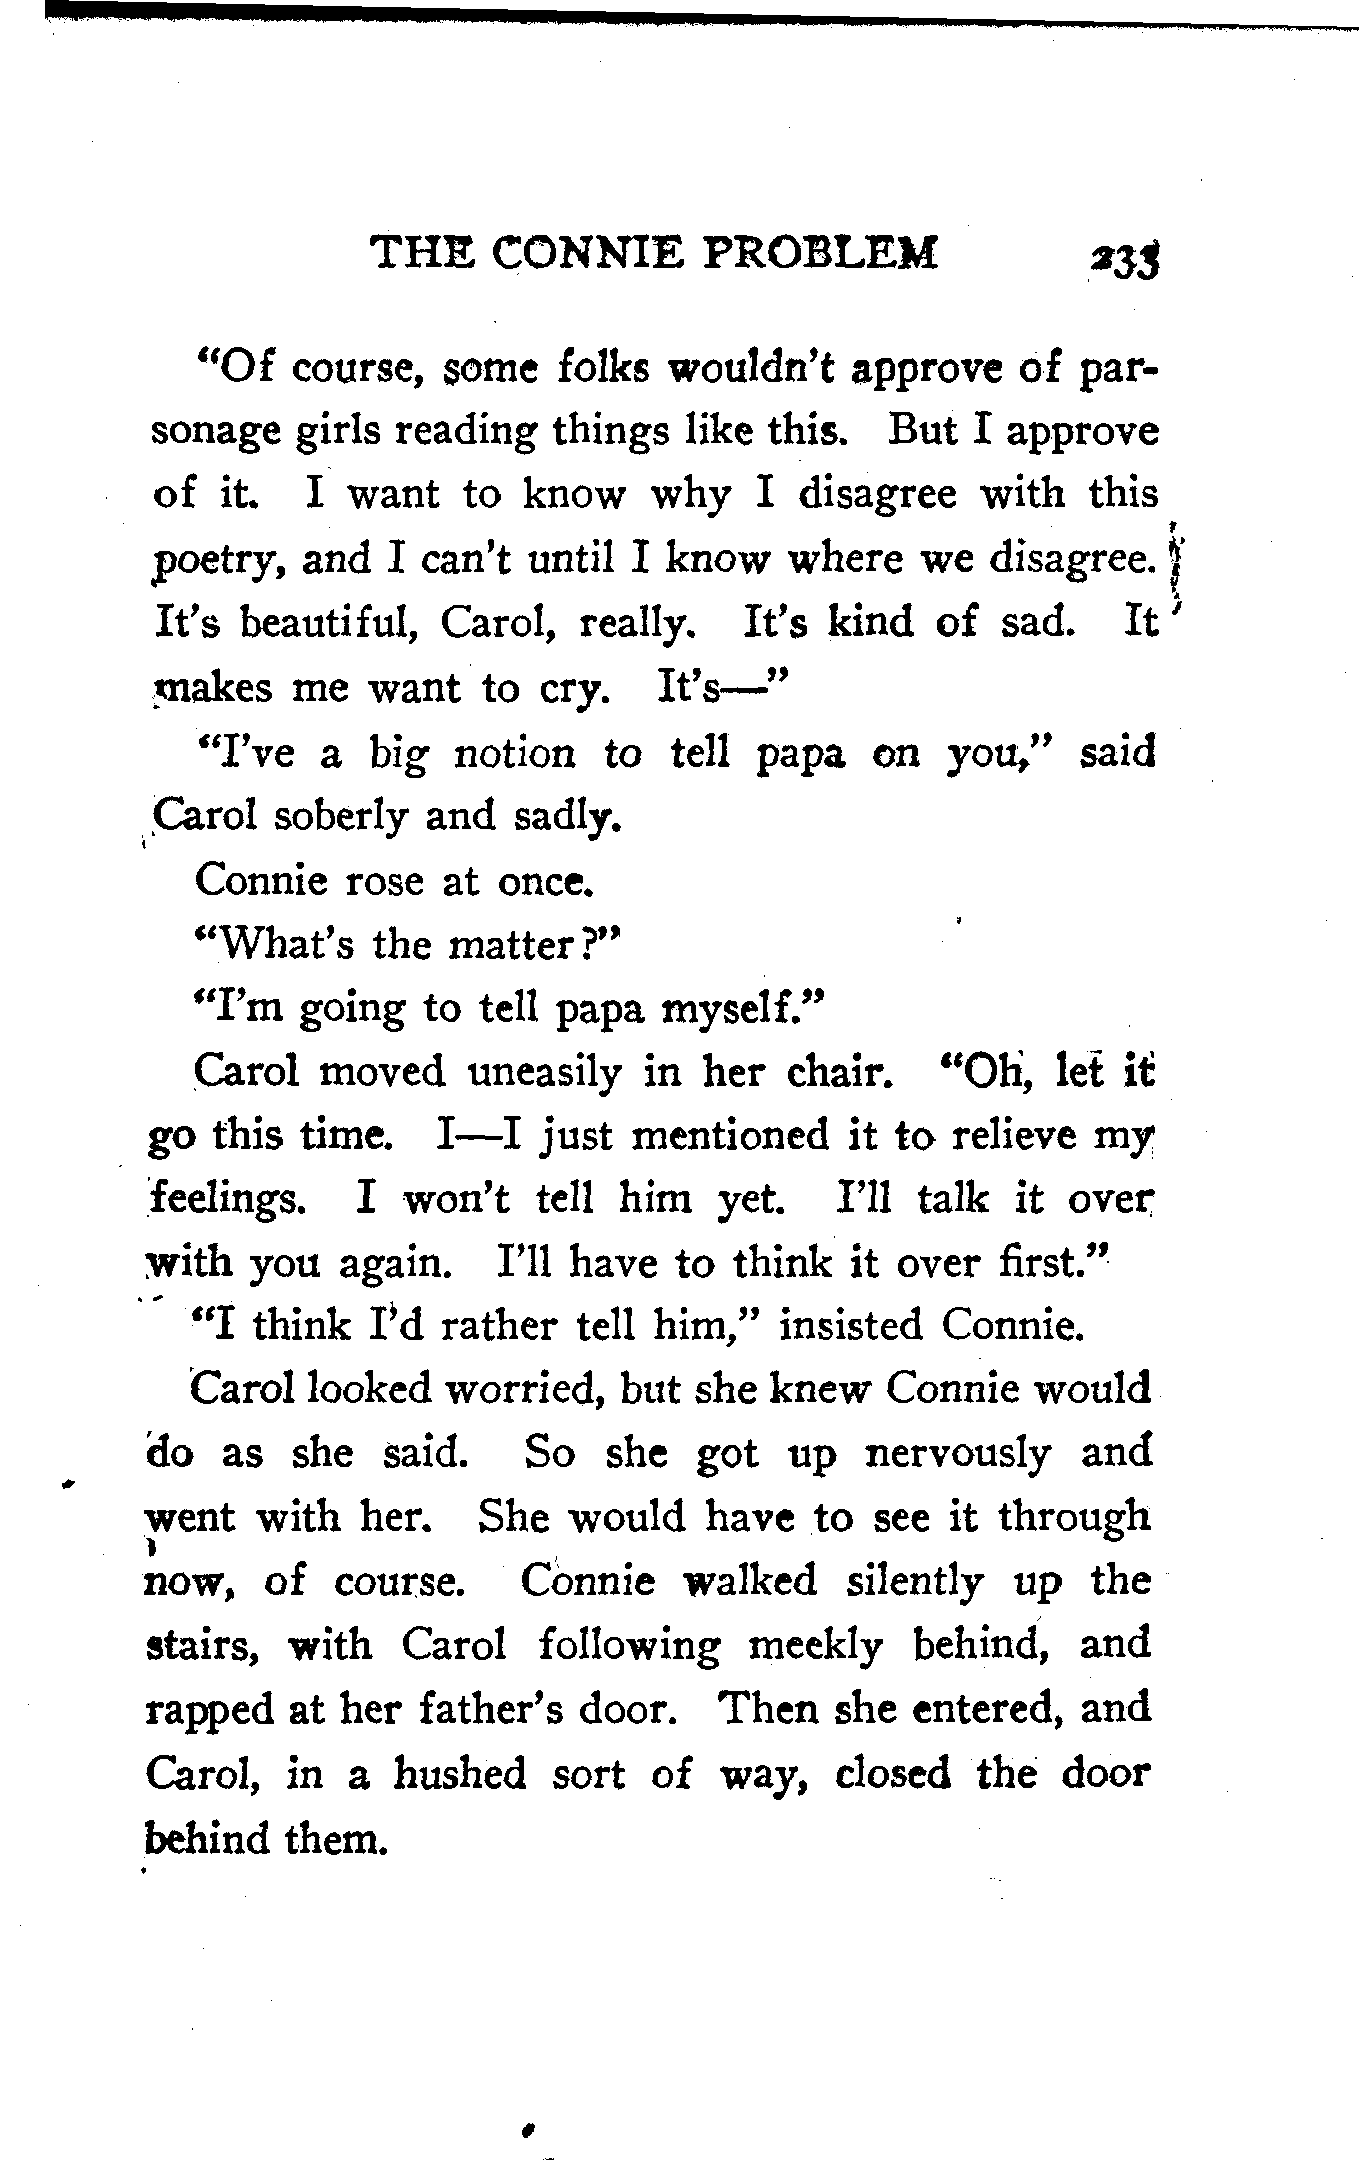 THE CONNIE PROBLEM 233
“Of course, some folks wouldn’t approve of par-
sonage girls reading things like this. But I approve
of it. I want to know why I disagree with this
poetry, and I can’t until I know where we disagree.
It’s beautiful, Carol, really. It’s kind of sad. It
makes me want to cry. It’s—”
“I’ve a big notion to tell papa on you,” said
Carol soberly and sadly.
Connie rose at once.
“What’s the matter?”
“I’m going to tell papa myself.”
Carol moved uneasily in her chair. “Oh, let it
go this time. I—I just mentioned it to relieve my
feelings. I won’t tell him yet. I’ll talk it over
with you again. I’ll have to think it over first.”
“I think I’d rather tell him,” insisted Connie.
Carol looked worried, but she knew Connie would
do as she said. So she got up nervously and
went with her. She would have to see it through
now, of course. Connie walked silently up the
stairs, with Carol following meekly behind, and
rapped at her father’s door. Then she entered, and
Carol, in a hushed sort of way, closed the door
behind them.